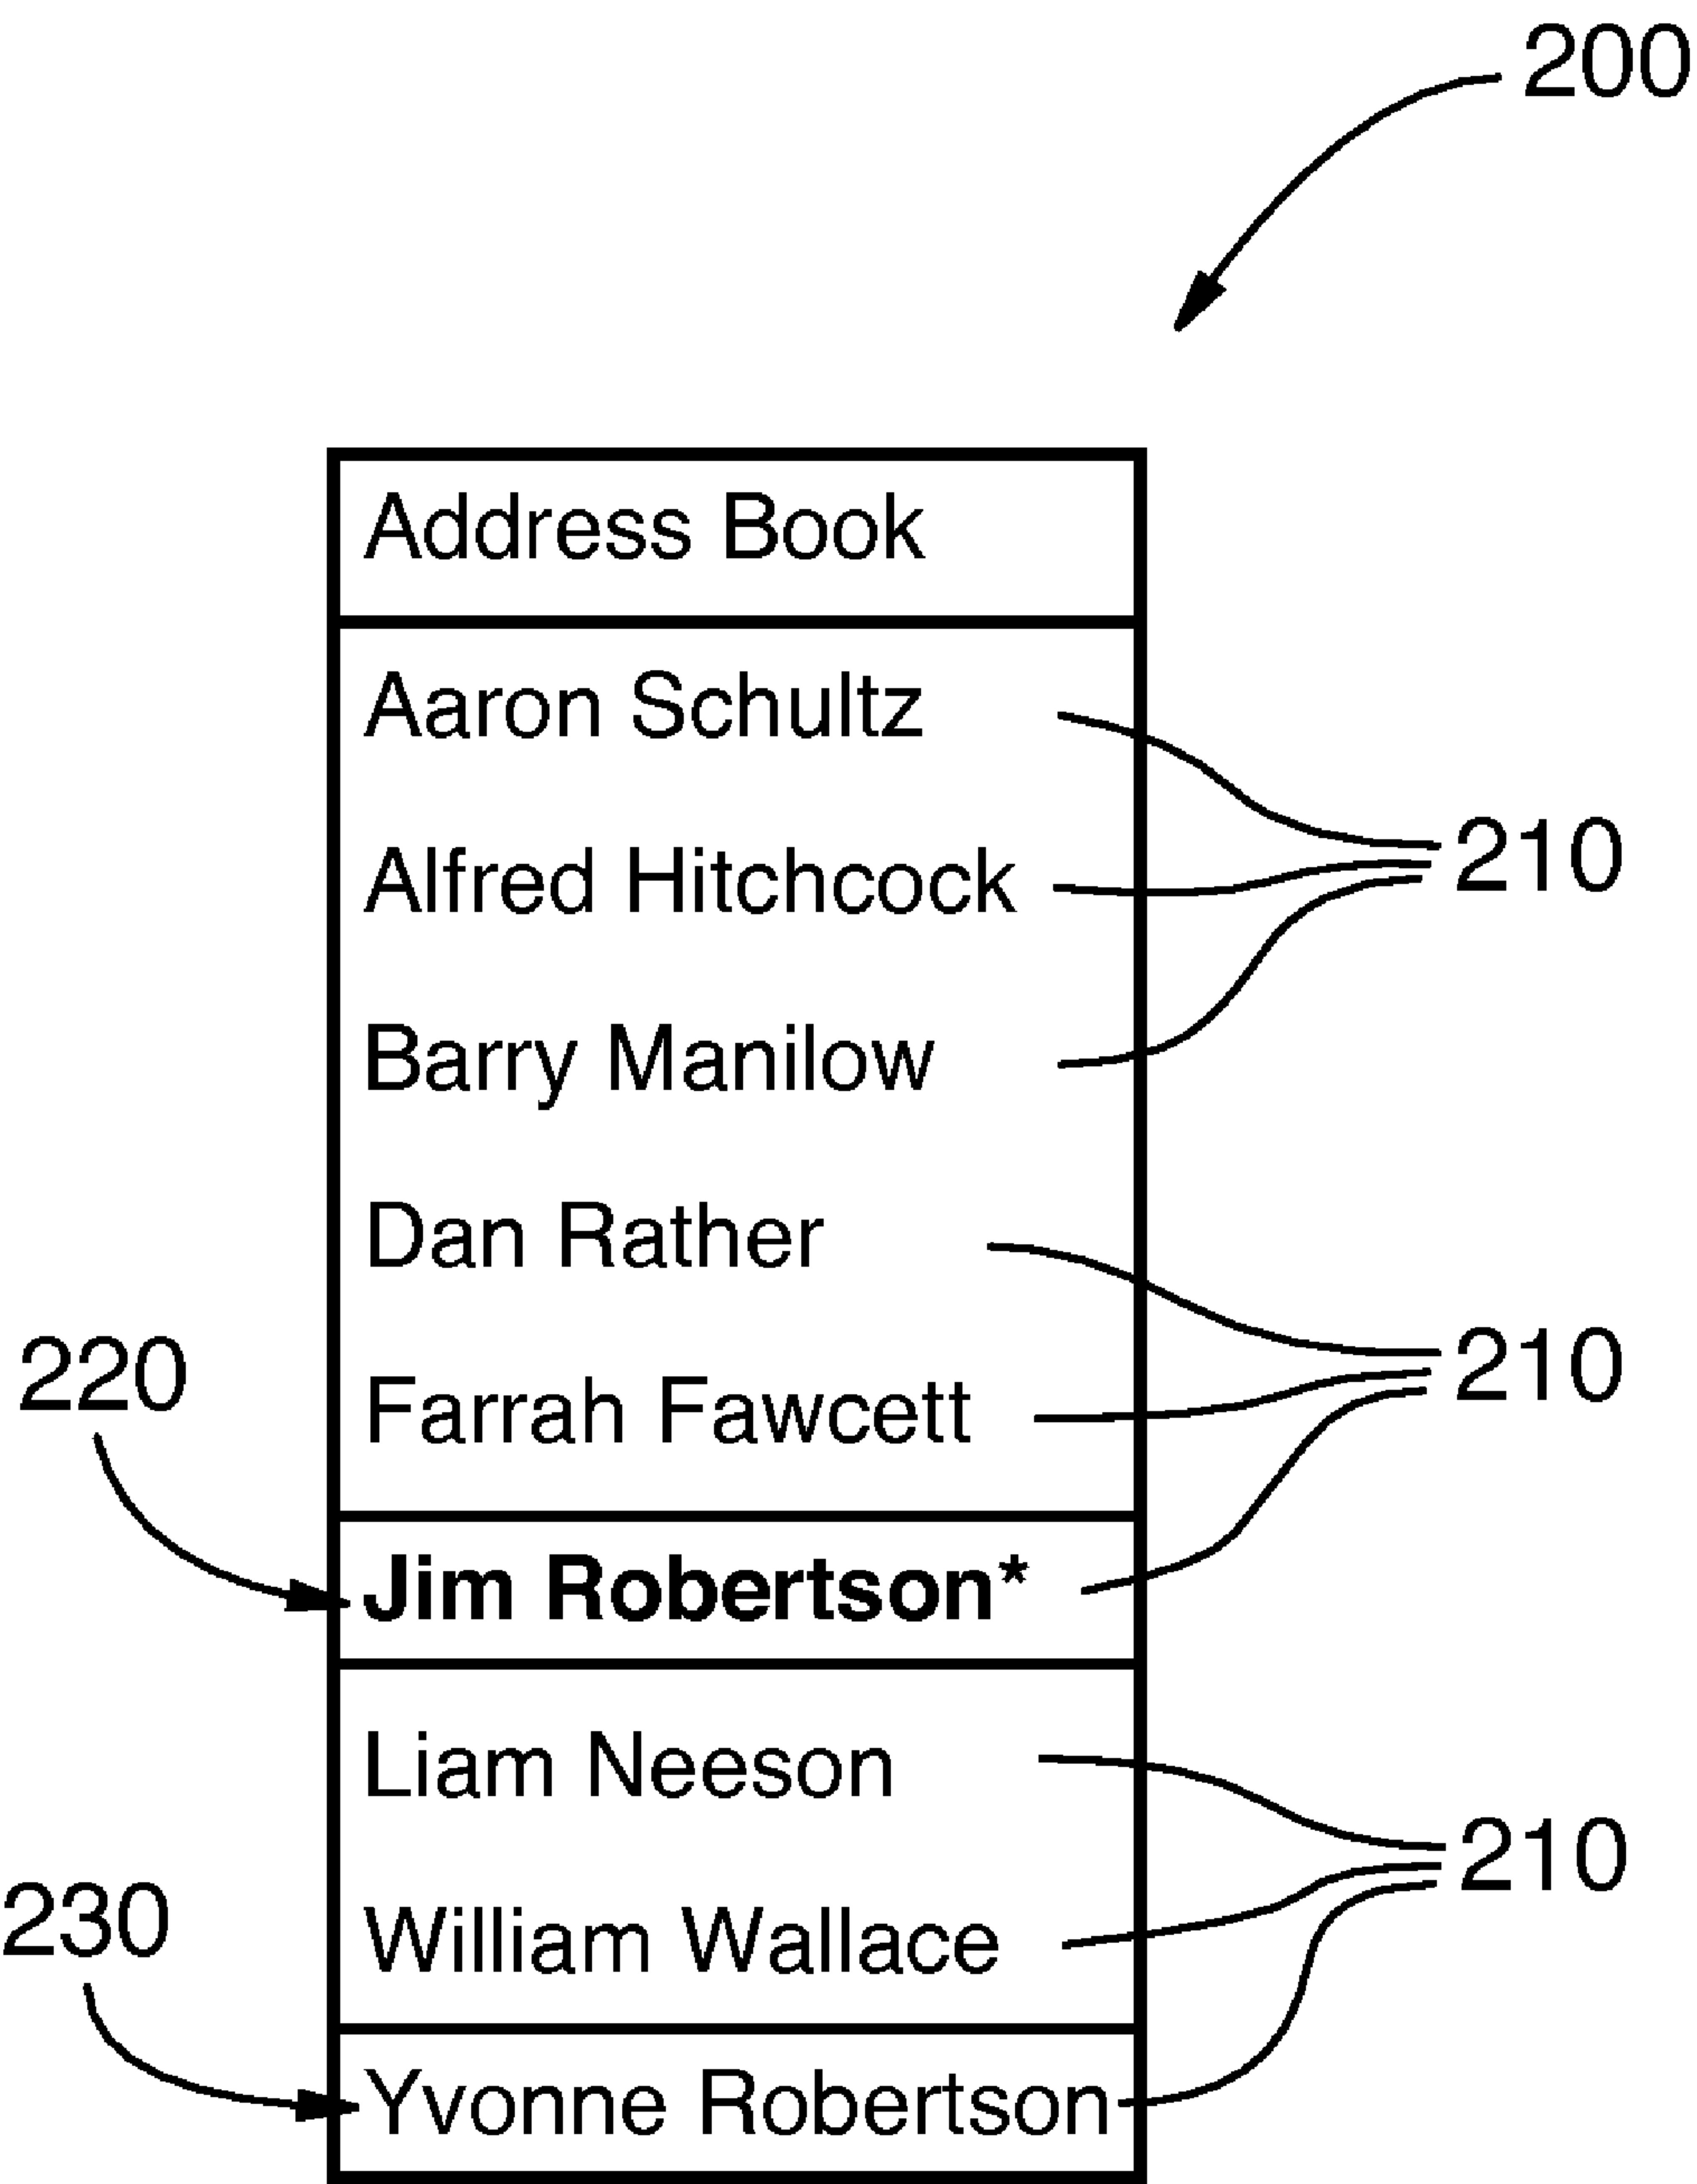 200
Address Book
Aaron Schultz
210
Alfred Hitchcock
Barry Manilow
Dan Rather
220
210
Farrah Fawcett
Jim Robertson*
Liam Neeson
210
230
William Wallace
Yvonne Robertson